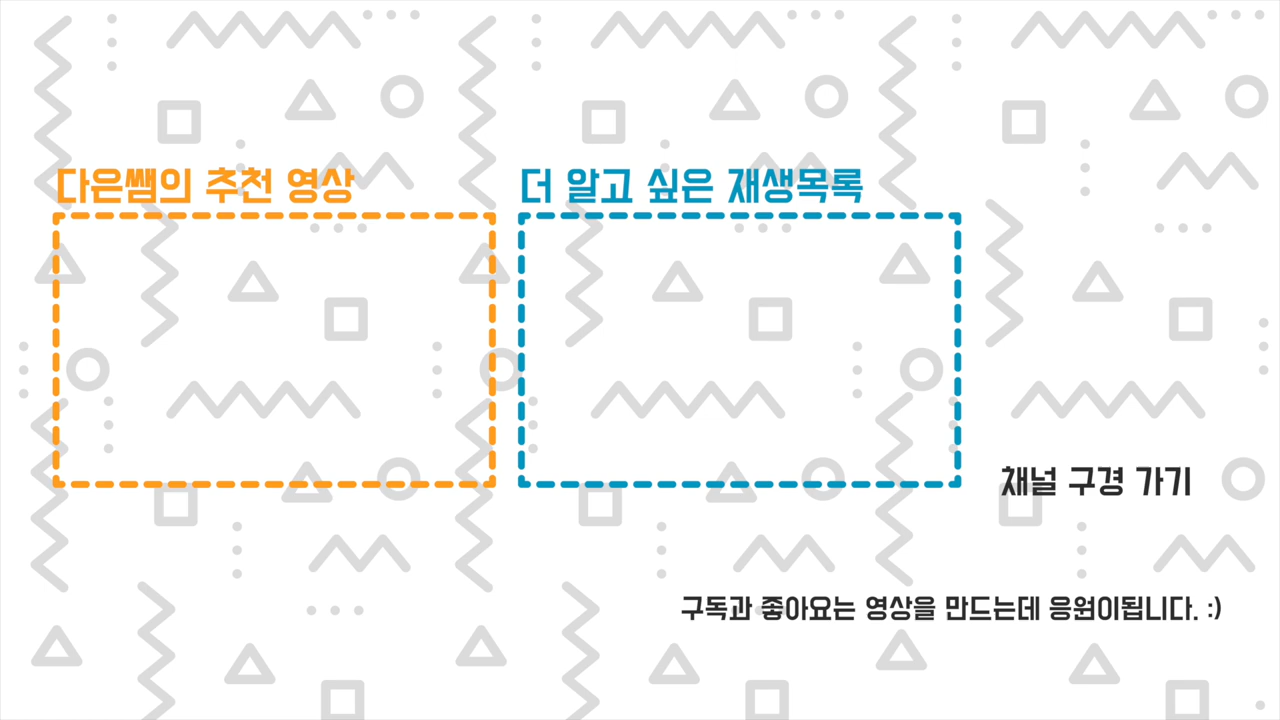 다은쌤의 추천 영상
더 알고 싶은 재생목록
채널 구경 가기
구독과 좋아요는 영상을 만드는데 응원이됩니다. :)